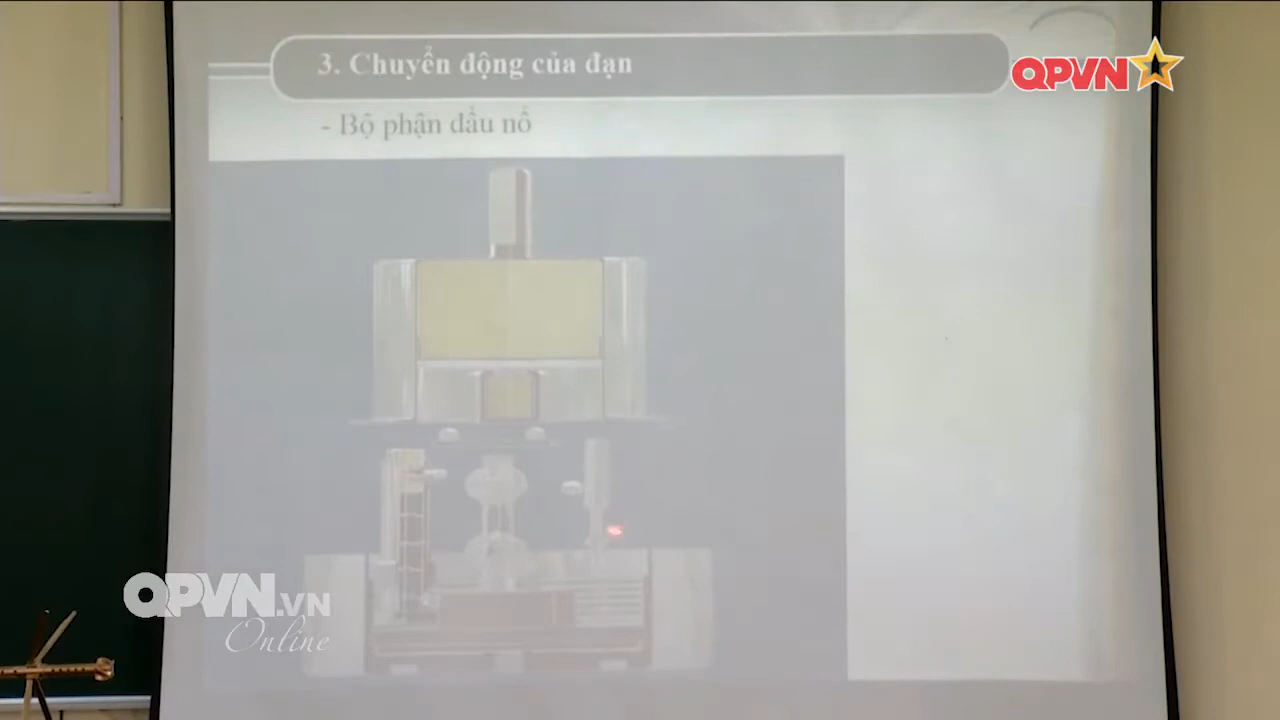 3. Chuyển động của đạn
QPVN
- Bộ phận đầu nổ
QPVN.VN
Online